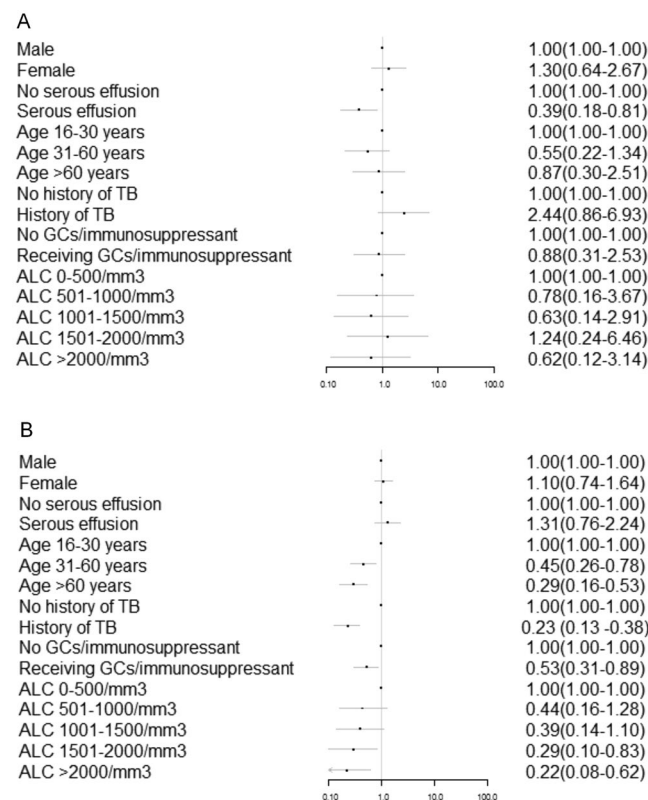 A
Male 1.00(1.00-1.00)
Female 1.30(0.64-2.67)
No serous effusion 1.00(1.00-1.00)
Serous effusion 0.39(0.18-0.81)
Age 16-30 years 1.00(1.00-1.00)
Age 31-60 years 0.55(0.22-1.34)
Age >60 years 0.87(0.30-2.51)
No history of TB 1.00(1.00-1.00)
History of TB 2.44(0.86-6.93)
No GCs/immunosuppressant 1.00(1.00-1.00)
Receiving GCs/immunosuppressant 0.88(0.31-2.53)
ALC 0-500/mm3 1.00(1.00-1.00)
ALC 501-1000/mm3 0.78(0.16-3.67)
ALC 1001-1500/mm3 0.63(0.14-2.91)
ALC 1501-2000/mm3 1.24(0.24-6.46)
ALC >2000/mm3 0.62(0.12-3.14)
0.10 1.0 10.0 100.0
B
Male 1.00(1.00-1.00)
Female 1.10(0.74-1.64)
No serous effusion 1.00(1.00-1.00)
Serous effusion 1.31(0.76-2.24)
Age 16-30 years 1.00(1.00-1.00)
Age 31-60 years 0.45(0.26-0.78)
Age >60 years 0.29(0.16-0.53)
No history of TB 1.00(1.00-1.00)
History of TB 0.23 (0.13 -0.38)
No GCs/immunosuppressant 1.00(1.00-1.00)
Receiving GCs/immunosuppressant 0.53(0.31-0.89)
ALC 0-500/mm3 1.00(1.00-1.00)
ALC 501-1000/mm3 0.44(0.16-1.28)
ALC 1001-1500/mm3 0.39(0.14-1.10)
ALC 1501-2000/mm3 0.29(0.10-0.83)
ALC >2000/mm3 0.22(0.08-0.62)
0.10 1.0 10.0 100.0